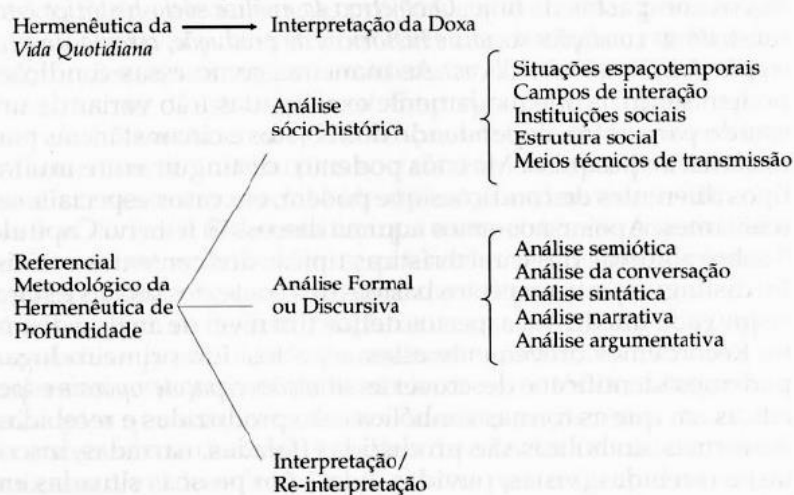 Hermenêutica da
Vida Quotidiana
Interpretação da Doxa
Análise
sócio-histórica
Situações espaçotemporais
Campos de interação
Instituições sociais
Estrutura social
Meios técnicos de transmissão
Referencial
Metodológico da
Hermenêutica de
Profundidade
Análise Formal
ou Discursiva
Análise semiótica
Análise da conversação
Análise sintática
Análise narrativa
Análise argumentativa
Interpretação/
Re-interpretação